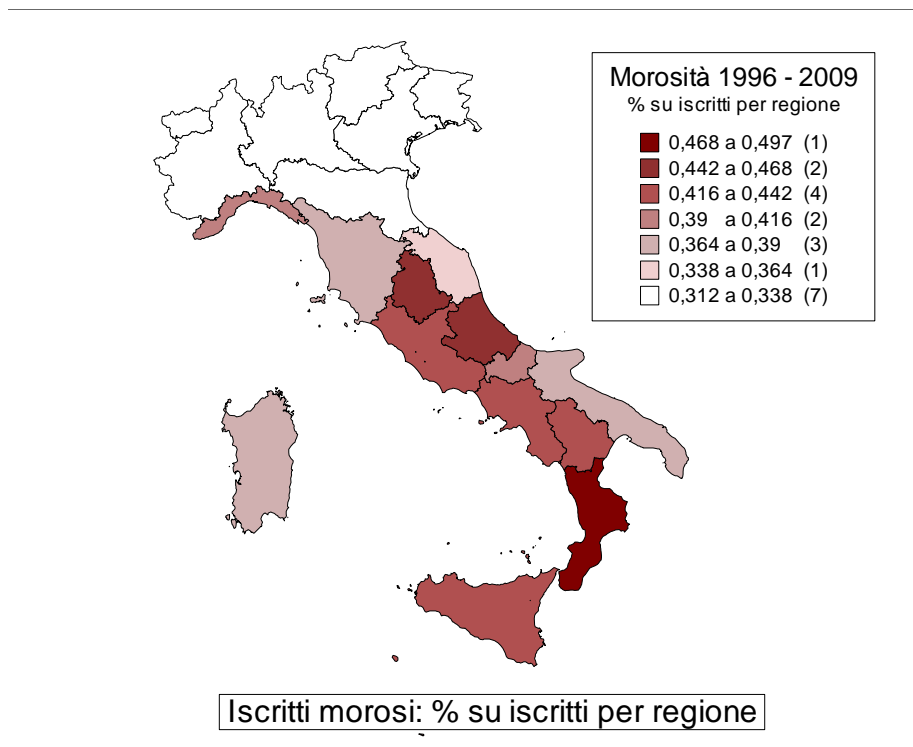 Morosità 1996 - 2009
% su iscritti per regione
0,468 a 0,497 (1)
0,442 a 0,468 (2)
0,416 a 0,442 (4)
0,39 a 0,416 (2)
0,364 a 0,39 (3)
0,338 a 0,364 (1)
0,312 a 0,338 (7)
Iscritti morosi: % su iscritti per regione